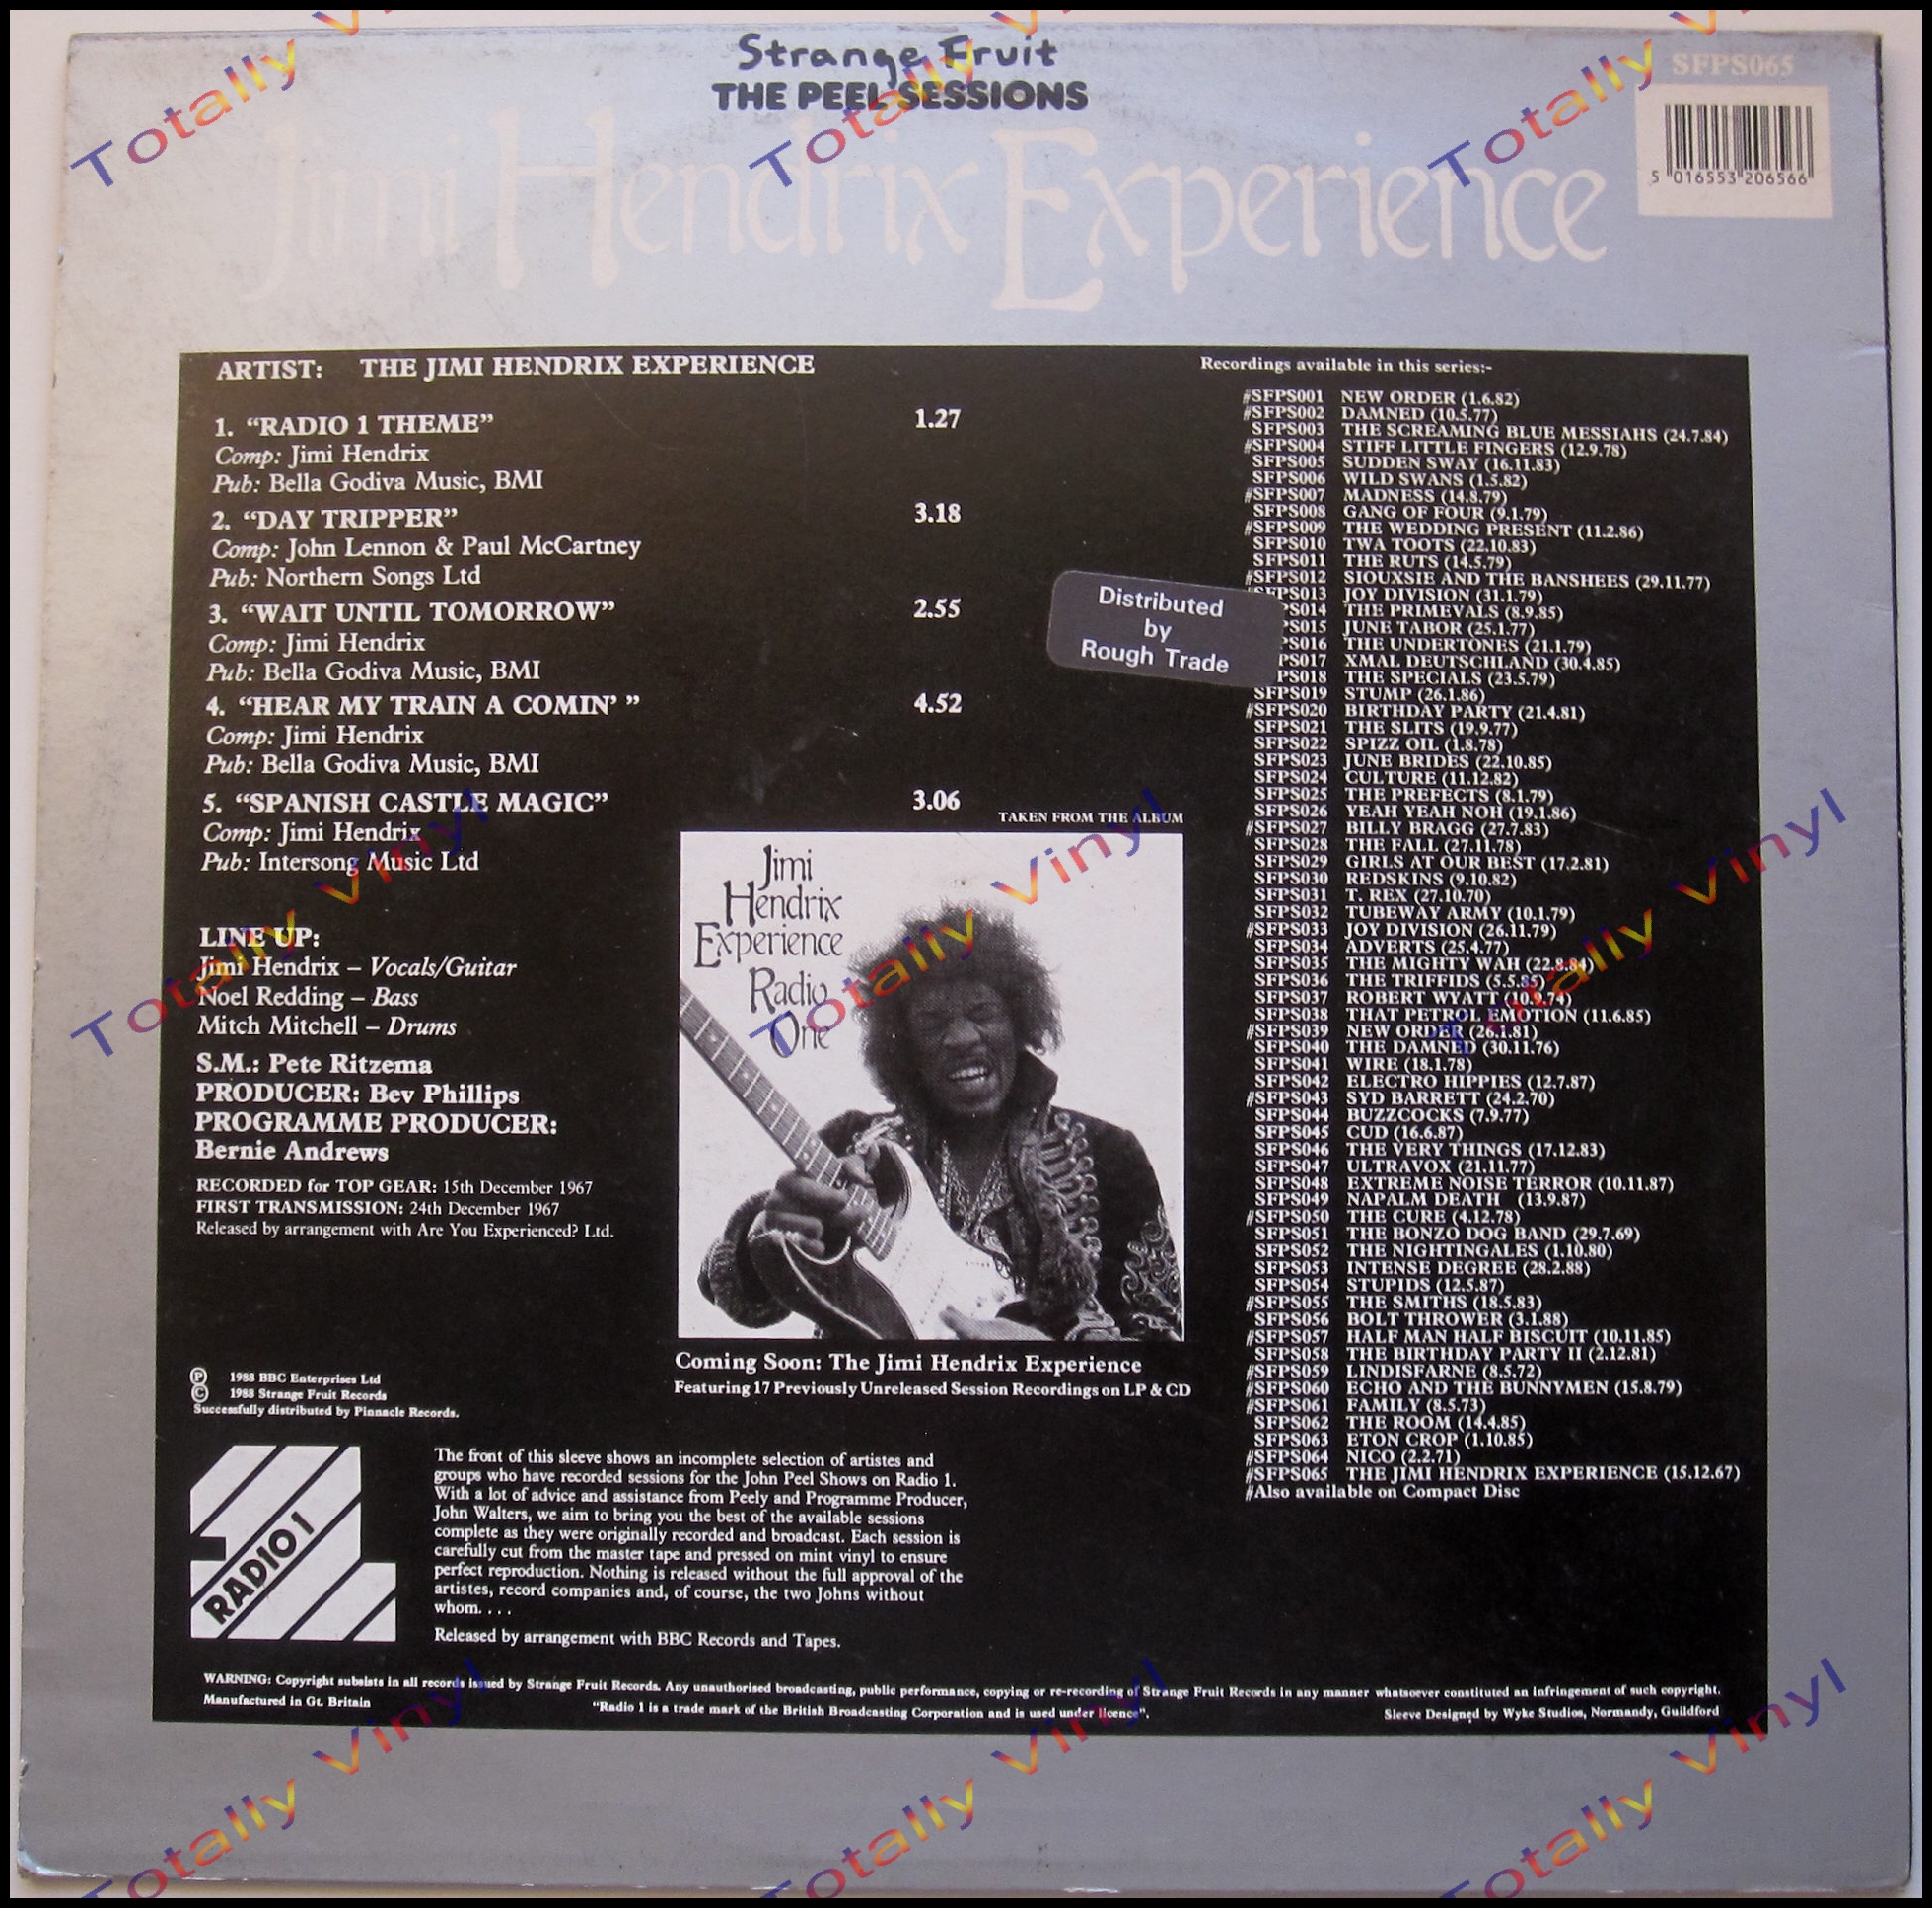 Strange Fruit
THE PEEL SESSIONS
SFPS065
Jimi Hendrix Experience
5 016553 206566
ARTIST: THE JIMI HENDRIX EXPERIENCE
1. “RADIO 1 THEME” 1.27
Comp: Jimi Hendrix
Pub: Bella Godiva Music, BMI
2. “DAY TRIPPER” 3.18
Comp: John Lennon & Paul McCartney
Pub: Northern Songs Ltd
3. “WAIT UNTIL TOMORROW” 2.55
Comp: Jimi Hendrix
Pub: Bella Godiva Music, BMI
4. “HEAR MY TRAIN A COMIN’ ” 4.52
Comp: Jimi Hendrix
Pub: Bella Godiva Music, BMI
5. “SPANISH CASTLE MAGIC” 3.06
Comp: Jimi Hendrix
Pub: Intersong Music Ltd
LINE UP:
Jimi Hendrix – Vocals/Guitar
Noel Redding – Bass
Mitch Mitchell – Drums
S.M.: Pete Ritzema
PRODUCER: Bev Phillips
PROGRAMME PRODUCER:
Bernie Andrews
RECORDED for TOP GEAR: 15th December 1967
FIRST TRANSMISSION: 24th December 1967
Released by arrangement with Are You Experienced? Ltd.
TAKEN FROM THE ALBUM
Jimi
Hendrix
Experience
Radio
One
Coming Soon: The Jimi Hendrix Experience
Featuring 17 Previously Unreleased Session Recordings on LP & CD
Distributed
by
Rough Trade
Recordings available in this series:-
#SFPS001 NEW ORDER (1.6.82)
#SFPS002 DAMNED (10.5.77)
SFPS003 THE SCREAMING BLUE MESSIAHS (24.7.84)
#SFPS004 STIFF LITTLE FINGERS (12.9.78)
SFPS005 SUDDEN SWAY (16.11.83)
SFPS006 WILD SWANS (1.5.82)
#SFPS007 MADNESS (14.8.79)
SFPS008 GANG OF FOUR (9.1.79)
#SFPS009 THE WEDDING PRESENT (11.2.86)
SFPS010 TWA TOOTS (22.10.83)
SFPS011 THE RUTS (14.5.79)
#SFPS012 SIOUXSIE AND THE BANSHEES (29.11.77)
#SFPS013 JOY DIVISION (31.1.79)
PS014 THE PRIMEVALS (8.9.85)
PS015 JUNE TABOR (25.1.77)
PS016 THE UNDERTONES (21.1.79)
PS017 XMAL DEUTSCHLAND (30.4.85)
PS018 THE SPECIALS (23.5.79)
SFPS019 STUMP (26.1.86)
#SFPS020 BIRTHDAY PARTY (21.4.81)
SFPS021 THE SLITS (19.9.77)
SFPS022 SPIZZ OIL (1.8.78)
SFPS023 JUNE BRIDES (22.10.85)
SFPS024 CULTURE (11.12.82)
SFPS025 THE PREFECTS (8.1.79)
SFPS026 YEAH YEAH NOH (19.1.86)
#SFPS027 BILLY BRAGG (27.7.83)
SFPS028 THE FALL (27.11.78)
SFPS029 GIRLS AT OUR BEST (17.2.81)
SFPS030 REDSKINS (9.10.82)
SFPS031 T. REX (27.10.70)
SFPS032 TUBEWAY ARMY (10.1.79)
#SFPS033 JOY DIVISION (26.11.79)
SFPS034 ADVERTS (25.4.77)
SFPS035 THE MIGHTY WAH (22.8.84)
SFPS036 THE TRIFFIDS (5.5.85)
SFPS037 ROBERT WYATT (10.9.74)
SFPS038 THAT PETROL EMOTION (11.6.85)
#SFPS039 NEW ORDER (26.1.81)
SFPS040 THE DAMNED (30.11.76)
SFPS041 WIRE (18.1.78)
SFPS042 ELECTRO HIPPIES (12.7.87)
#SFPS043 SYD BARRETT (24.2.70)
SFPS044 BUZZCOCKS (7.9.77)
SFPS045 CUD (16.6.87)
SFPS046 THE VERY THINGS (17.12.83)
SFPS047 ULTRAVOX (21.11.77)
SFPS048 EXTREME NOISE TERROR (10.11.87)
SFPS049 NAPALM DEATH (13.9.87)
#SFPS050 THE CURE (4.12.78)
SFPS051 THE BONZO DOG BAND (29.7.69)
SFPS052 THE NIGHTINGALES (1.10.80)
SFPS053 INTENSE DEGREE (28.2.88)
SFPS054 STUPIDS (12.5.87)
#SFPS055 THE SMITHS (18.5.83)
SFPS056 BOLT THROWER (3.1.88)
#SFPS057 HALF MAN HALF BISCUIT (10.11.85)
SFPS058 THE BIRTHDAY PARTY II (2.12.81)
#SFPS059 LINDISFARNE (8.5.72)
#SFPS060 ECHO AND THE BUNNYMEN (15.8.79)
#SFPS061 FAMILY (8.5.73)
SFPS062 THE ROOM (14.4.85)
SFPS063 ETON CROP (1.10.85)
#SFPS064 NICO (2.2.71)
#SFPS065 THE JIMI HENDRIX EXPERIENCE (15.12.67)
#Also available on Compact Disc
Ⓟ 1988 BBC Enterprises Ltd
© 1988 Strange Fruit Records
Successfully distributed by Pinnacle Records.
RADIO 1
The front of this sleeve shows an incomplete selection of artistes and
groups who have recorded sessions for the John Peel Shows on Radio 1.
With a lot of advice and assistance from Peely and Programme Producer,
John Walters, we aim to bring you the best of the available sessions
complete as they were originally recorded and broadcast. Each session is
carefully cut from the master tape and pressed on mint vinyl to ensure
perfect reproduction. Nothing is released without the full approval of the
artistes, record companies and, of course, the two Johns without
whom. . . .
Released by arrangement with BBC Records and Tapes.
WARNING: Copyright subsists in all records issued by Strange Fruit Records. Any unauthorised broadcasting, public performance, copying or re-recording of Strange Fruit Records in any manner whatsoever constituted an infringement of such copyright.
Manufactured in Gt. Britain
“Radio 1 is a trade mark of the British Broadcasting Corporation and is used under licence”.
Sleeve Designed by Wyke Studios, Normandy, Guildford
Totally Vinyl
Totally Vinyl
Totally Vinyl
Totally Vinyl
Totally Vinyl
Totally Vinyl
Totally Vinyl
Totally Vinyl
Totally Vinyl